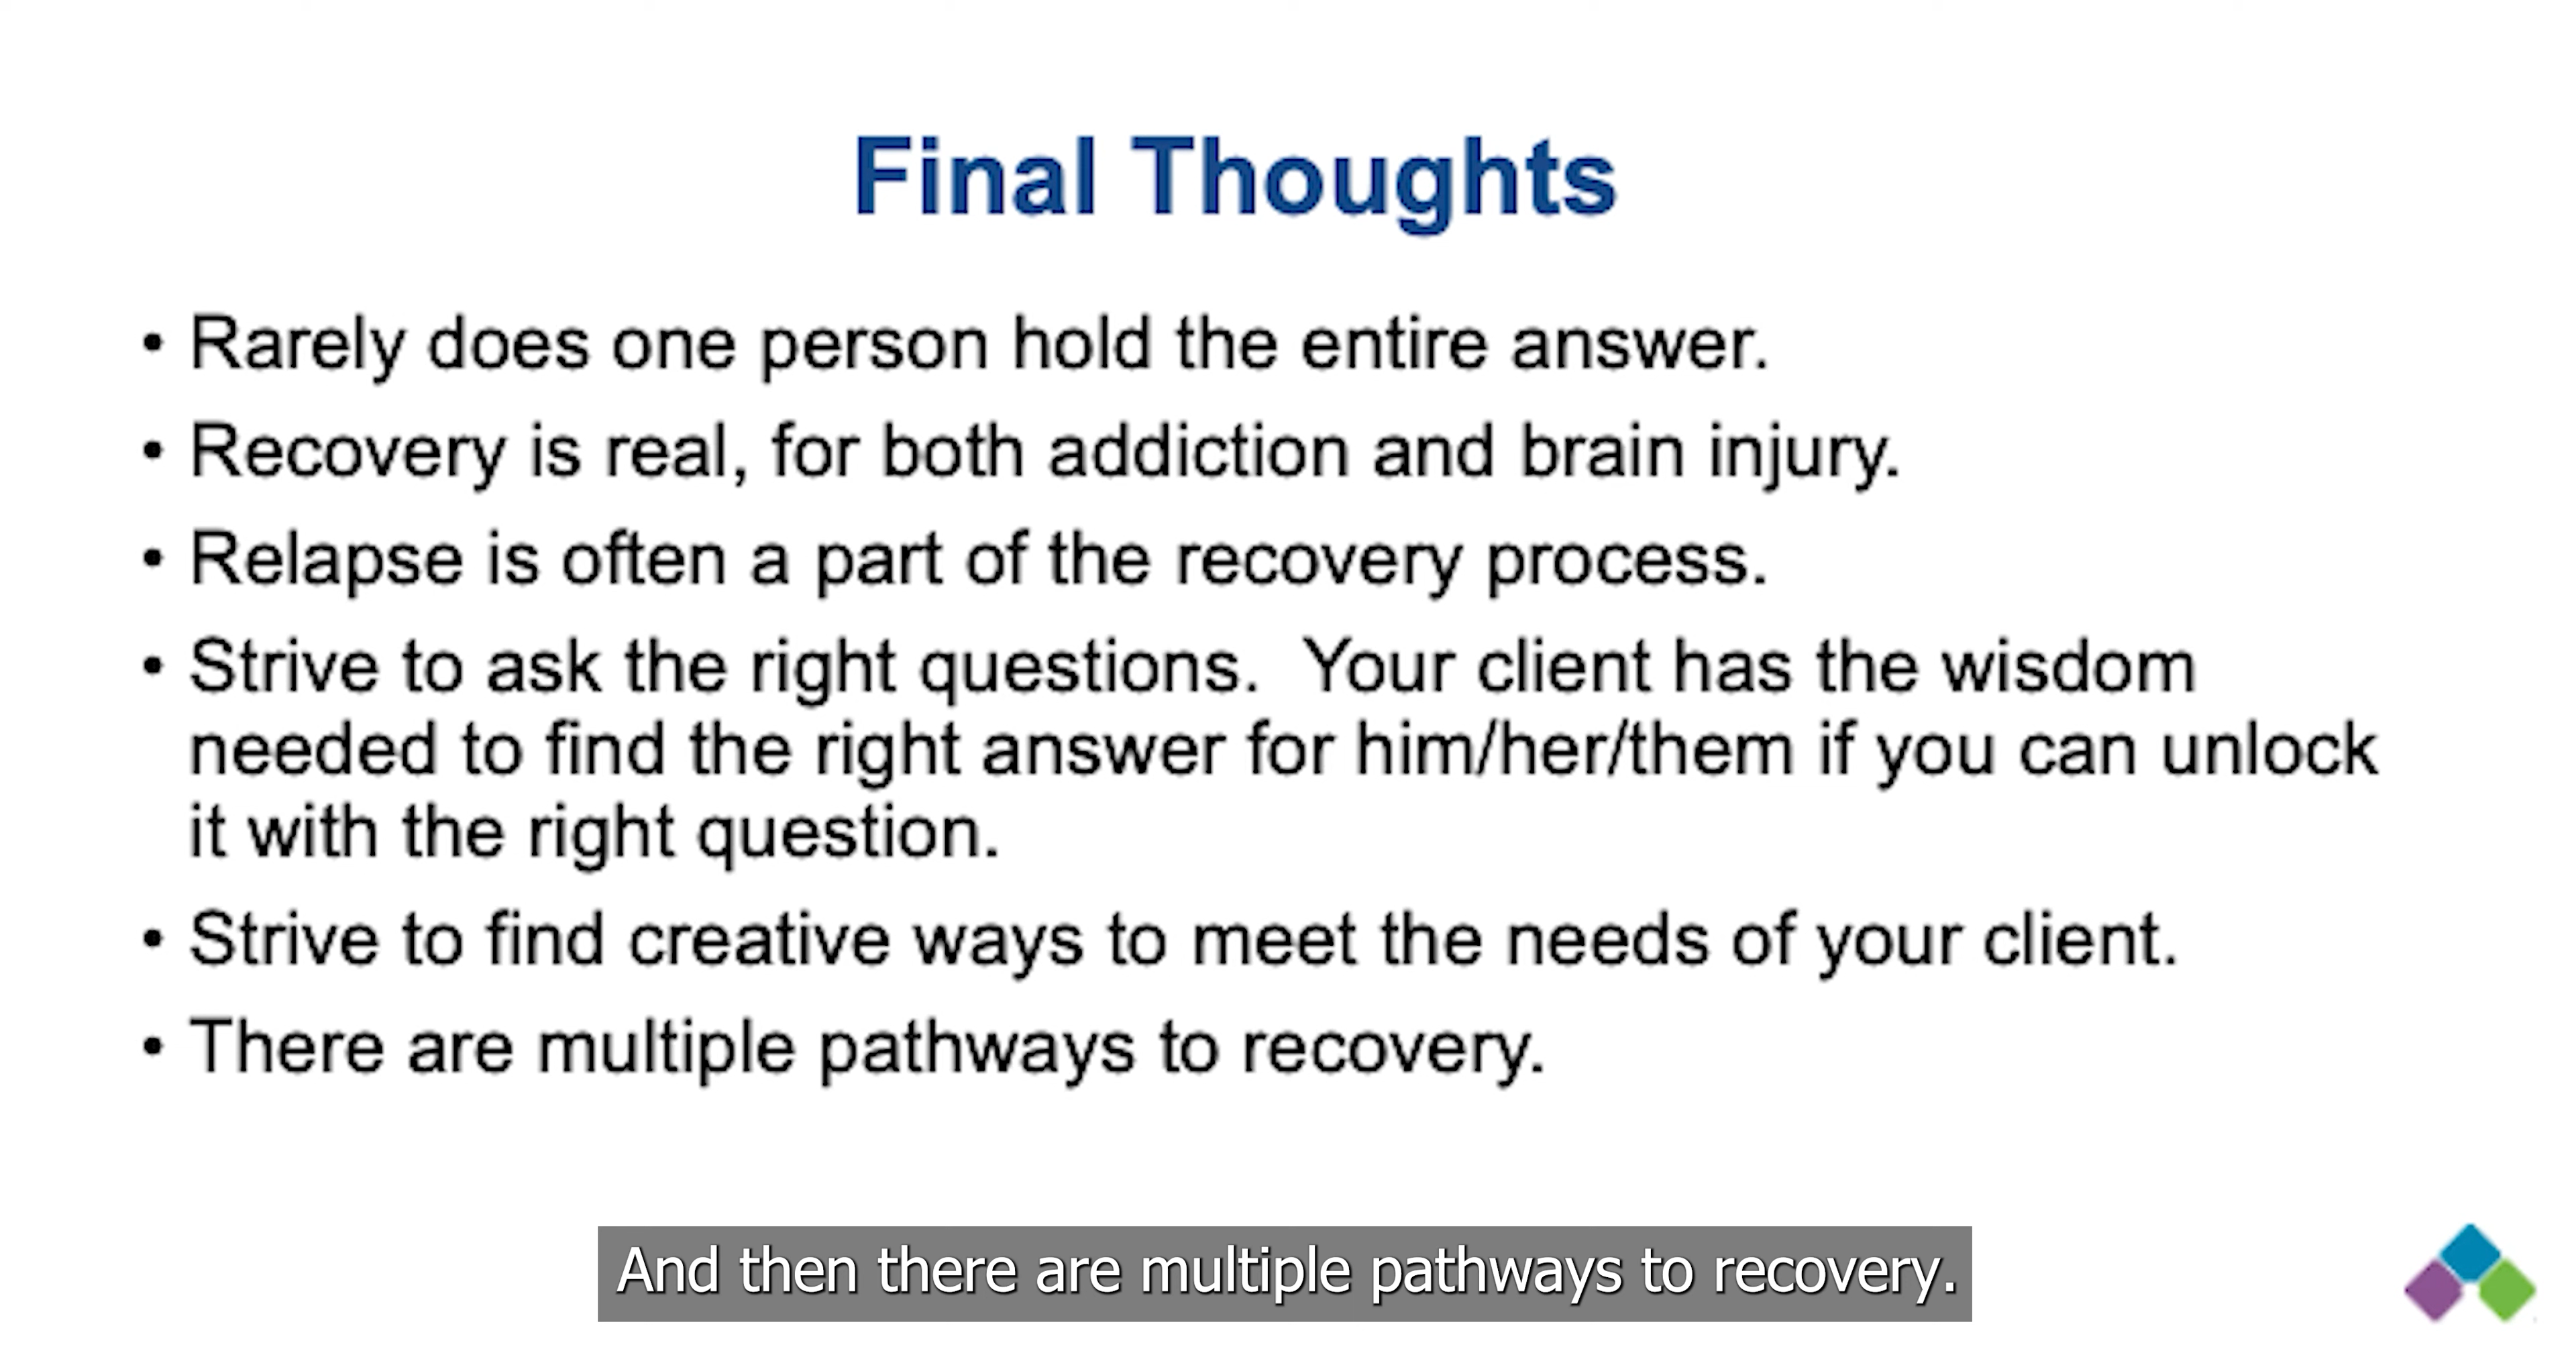 Final Thoughts
• Rarely does one person hold the entire answer.
• Recovery is real, for both addiction and brain injury.
• Relapse is often a part of the recovery process.
• Strive to ask the right questions.  Your client has the wisdom
needed to find the right answer for him/her/them if you can unlock
it with the right question.
• Strive to find creative ways to meet the needs of your client.
• There are multiple pathways to recovery.
And then there are multiple pathways to recovery.